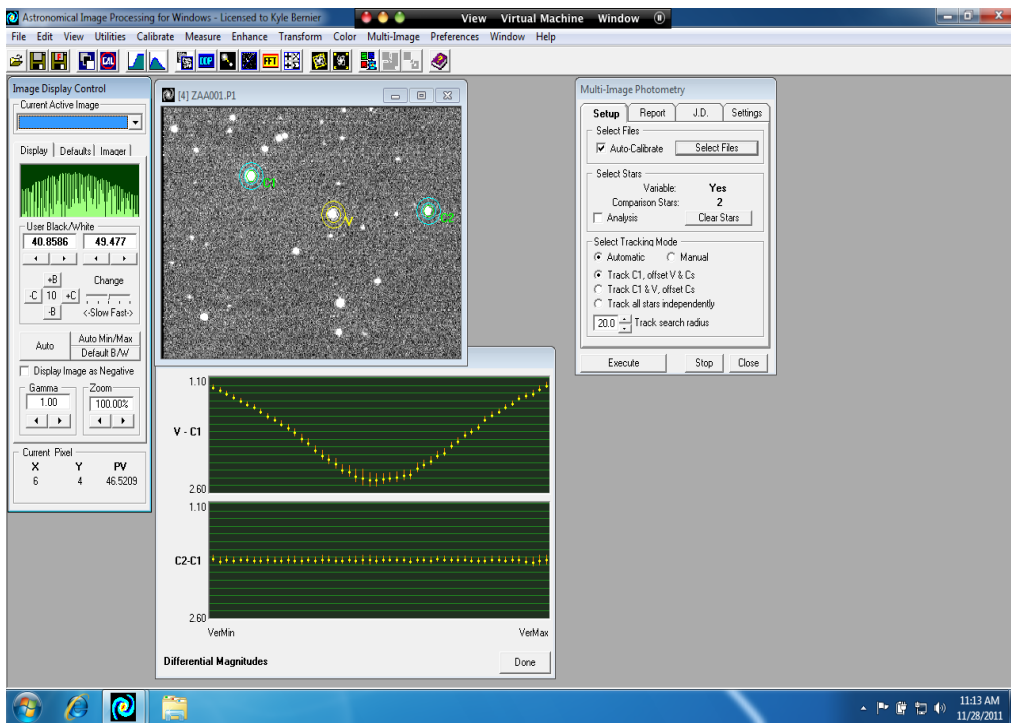 Astronomical Image Processing for Windows - Licensed to Kyle Bernier
View Virtual Machine Window
File Edit View Utilities Calibrate Measure Enhance Transform Color Multi-Image Preferences Window Help
CAL
CCP
FFT
Image Display Control
Current Active Image
Display Defaults Imager
User Black/White
40.8586 49.477
+B
-C 10 +C
-B
Change
<-Slow Fast->
Auto
Auto Min/Max
Default B/W
Display Image as Negative
Gamma
1.00
Zoom
100.00%
Current Pixel
X Y PV
6 4 46.5209
[4] ZAA001.P1
C1
V
C2
1.10
V - C1
2.60
1.10
C2-C1
2.60
VerMin VerMax
Differential Magnitudes
Done
Multi-Image Photometry
Setup Report J.D. Settings
Select Files
Auto-Calibrate
Select Files
Select Stars
Variable: Yes
Comparison Stars: 2
Analysis
Clear Stars
Select Tracking Mode
Automatic Manual
Track C1, offset V & Cs
Track C1 & V, offset Cs
Track all stars independently
20.0 Track search radius
Execute Stop Close
11:13 AM
11/28/2011